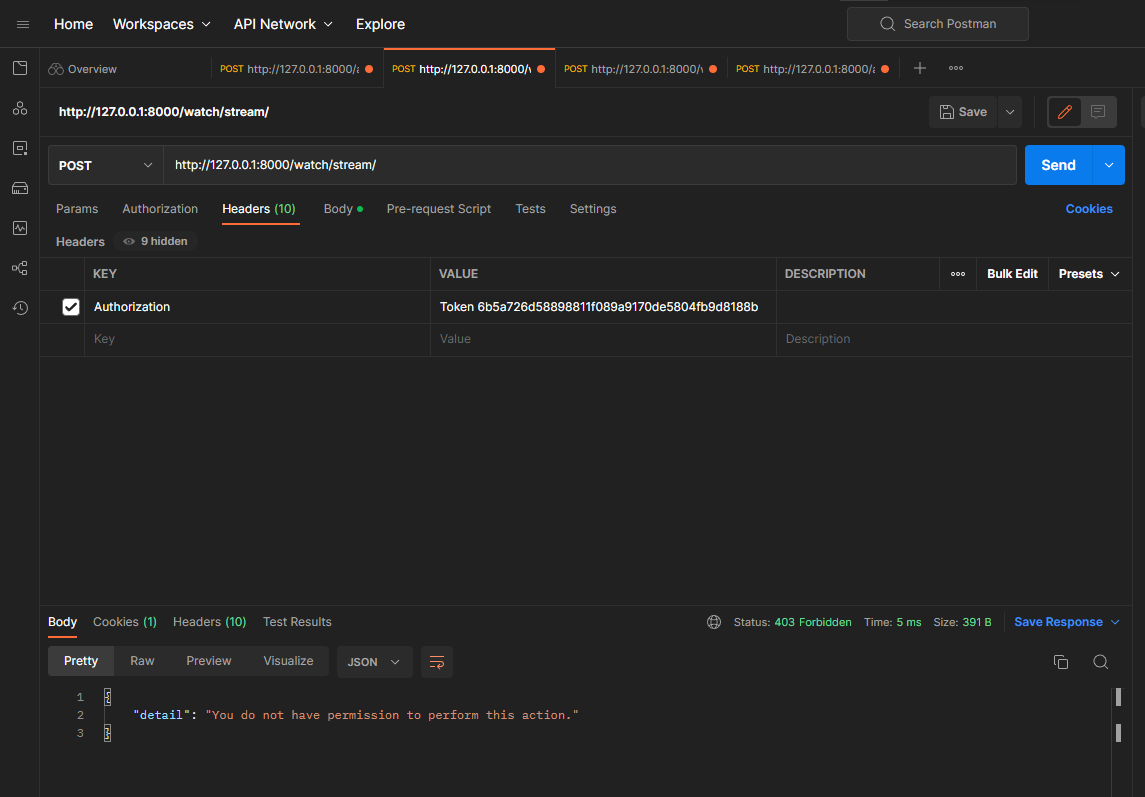 Home Workspaces API Network Explore Search Postman
Overview POST http://127.0.0.1:8000/a POST http://127.0.0.1:8000/v POST http://127.0.0.1:8000/v POST http://127.0.0.1:8000/a
http://127.0.0.1:8000/watch/stream/ Save
POST http://127.0.0.1:8000/watch/stream/ Send
Params Authorization Headers (10) Body Pre-request Script Tests Settings Cookies
Headers 9 hidden
KEY VALUE DESCRIPTION Bulk Edit Presets
Authorization Token 6b5a726d58898811f089a9170de5804fb9d8188b
Key Value Description
Body Cookies (1) Headers (10) Test Results Status: 403 Forbidden Time: 5 ms Size: 391 B Save Response
Pretty Raw Preview Visualize JSON
1 {
2 "detail": "You do not have permission to perform this action."
3 }